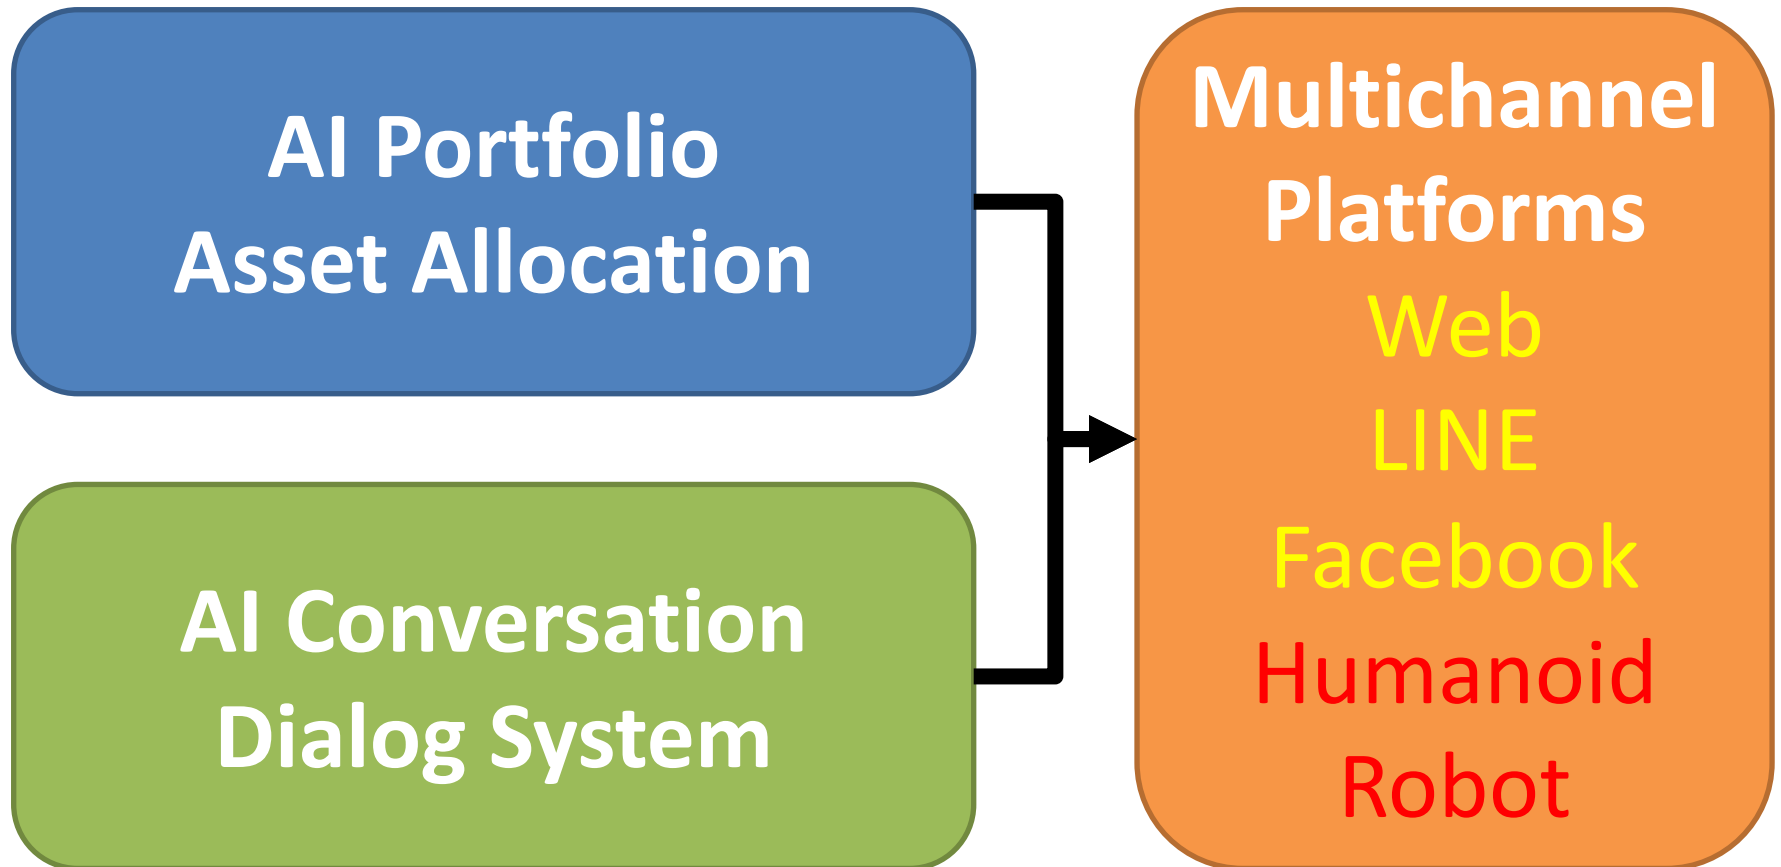 AI Portfolio
Asset Allocation
AI Conversation
Dialog System
Multichannel
Platforms
Web
LINE
Facebook
Humanoid
Robot